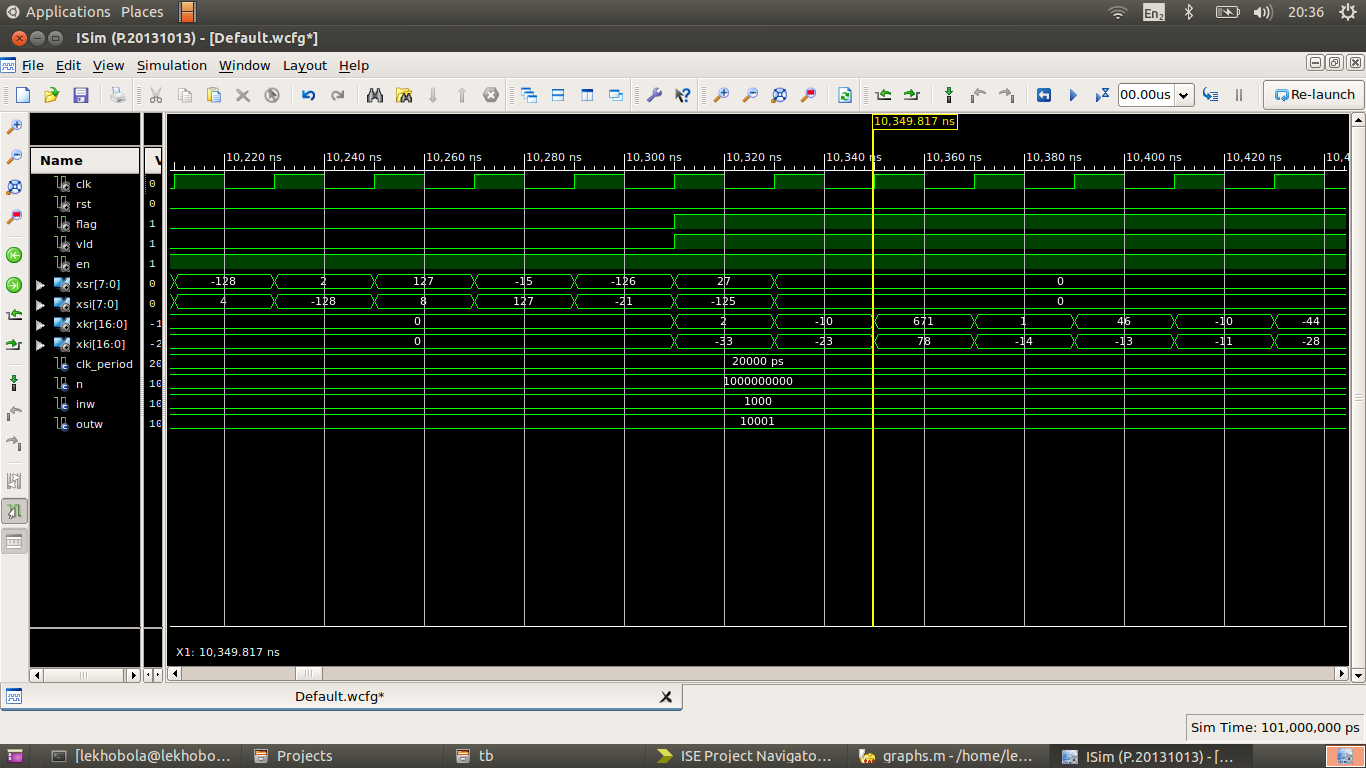 Applications Places En2 20:36
ISim (P.20131013) - [Default.wcfg*]
File Edit View Simulation Window Layout Help
00.00us Re-launch
10,349.817 ns
Name V
10,220 ns 10,240 ns 10,260 ns 10,280 ns 10,300 ns 10,320 ns 10,340 ns 10,360 ns 10,380 ns 10,400 ns 10,420 ns 10,4
clk 0
rst 0
flag 1
vld 1
en 1
xsr[7:0] 0 -128 2 127 -15 -126 27 0
xsi[7:0] 0 4 -128 8 127 -21 -125 0
xkr[16:0] -1 0 2 -10 671 1 46 -10 -44
xki[16:0] -2 0 -33 -23 78 -14 -13 -11 -28
clk_period 20 20000 ps
n 10 1000000000
inw 10 1000
outw 10 10001
X1: 10,349.817 ns
Default.wcfg*
Sim Time: 101,000,000 ps
[lekhobola@lekhobo... Projects tb ISE Project Navigato... graphs.m - /home/le... ISim (P.20131013) - [...